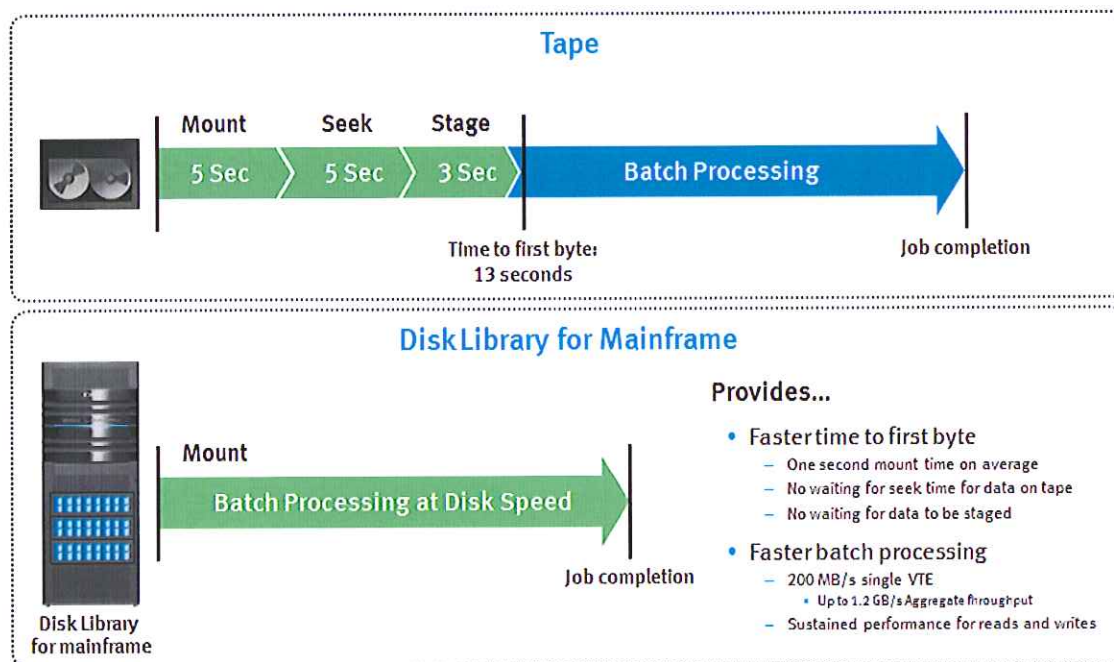 Tape
Mount Seek Stage
5 Sec 5 Sec 3 Sec Batch Processing
Time to first byte:
13 seconds
Job completion
Disk Library for Mainframe
Mount
Batch Processing at Disk Speed
Job completion
Disk Library
for mainframe
Provides...
• Faster time to first byte
– One second mount time on average
– No waiting for seek time for data on tape
– No waiting for data to be staged
• Faster batch processing
– 200 MB/s single VTE
• Up to 1.2 GB/s Aggregate throughput
– Sustained performance for reads and writes